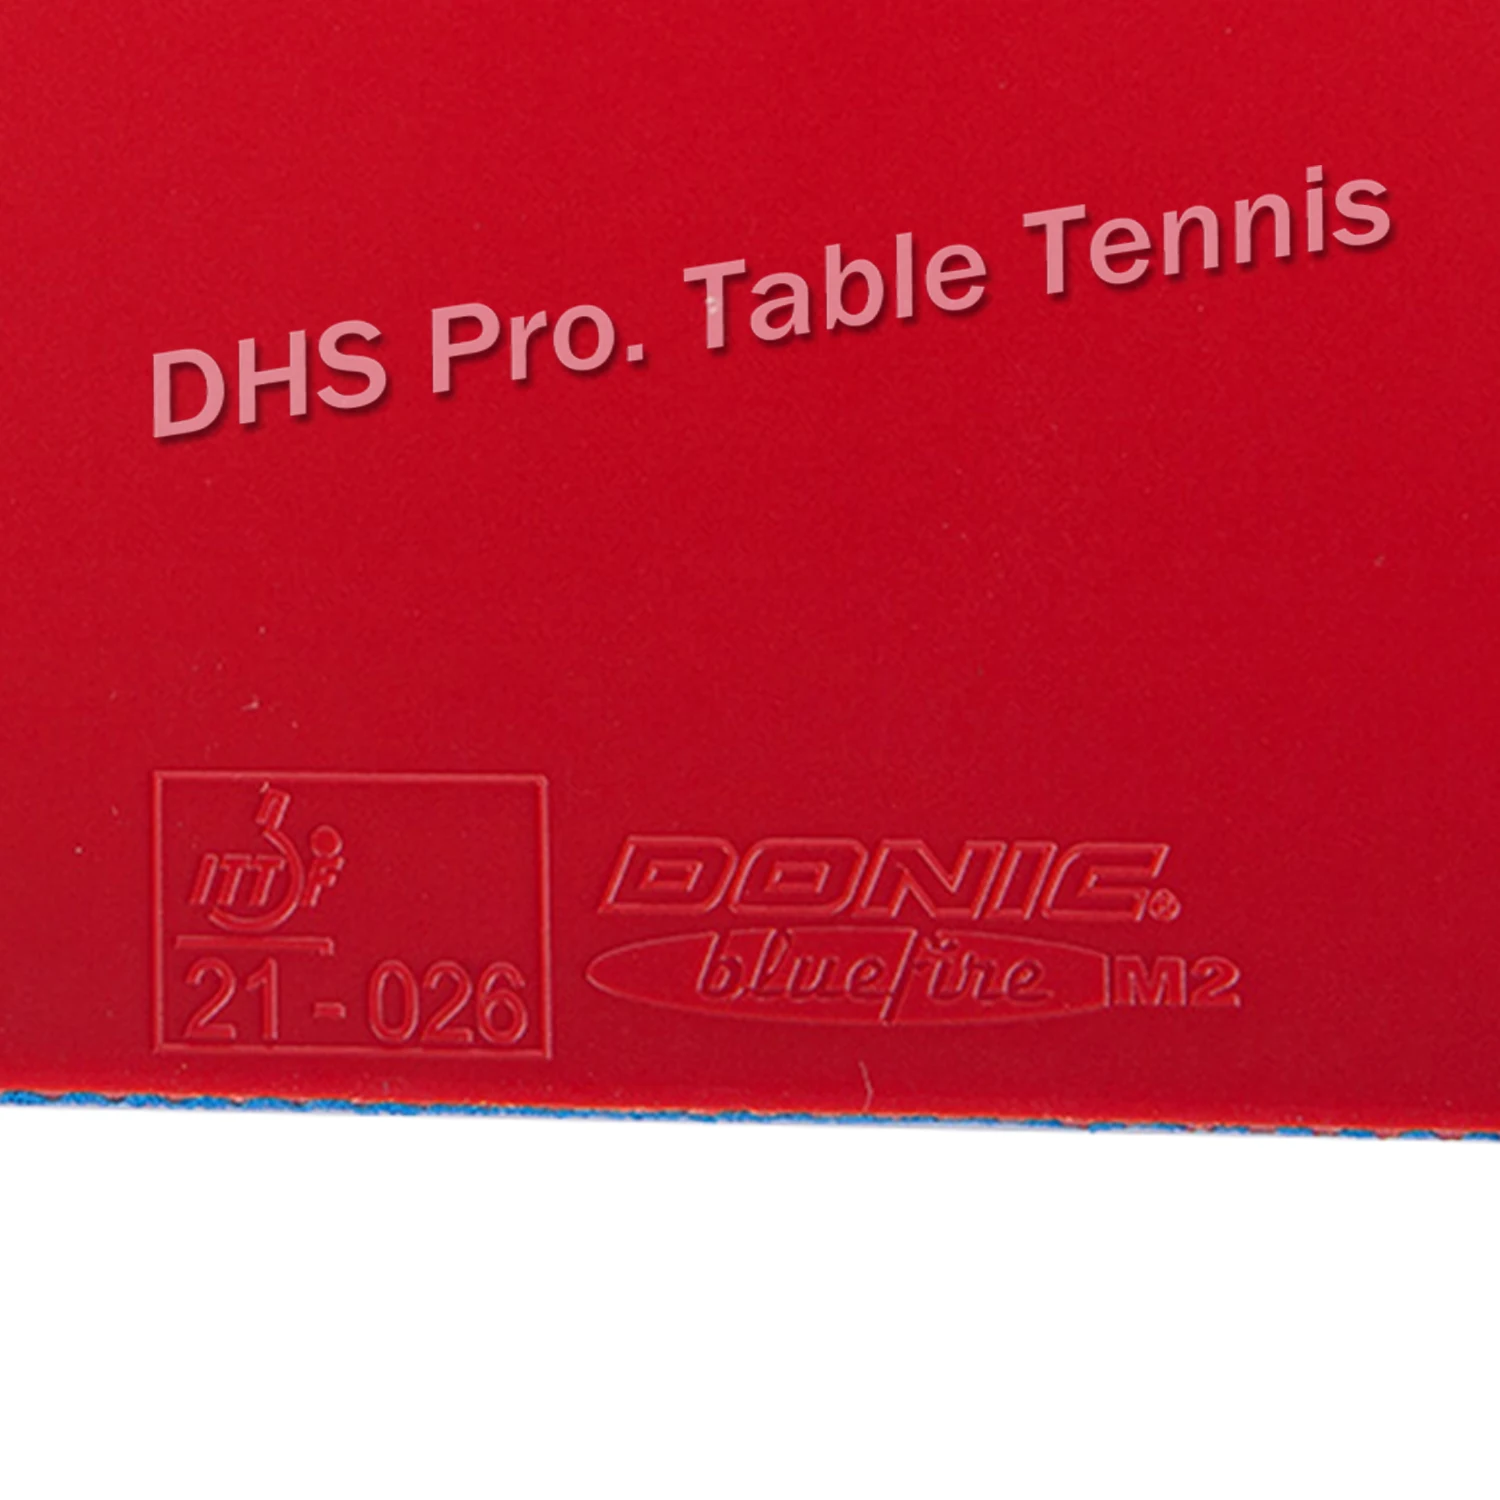 DHS Pro. Table Tennis
ITTF
21 - 026
DONIC®
bluefire M2